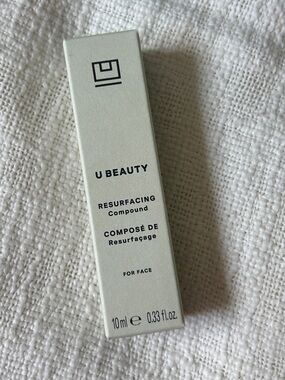 U BEAUTY
RESURFACING
Compound
COMPOSÉ DE
Resurfaçage
FOR FACE
10 ml ℮ 0.33 fl.oz.